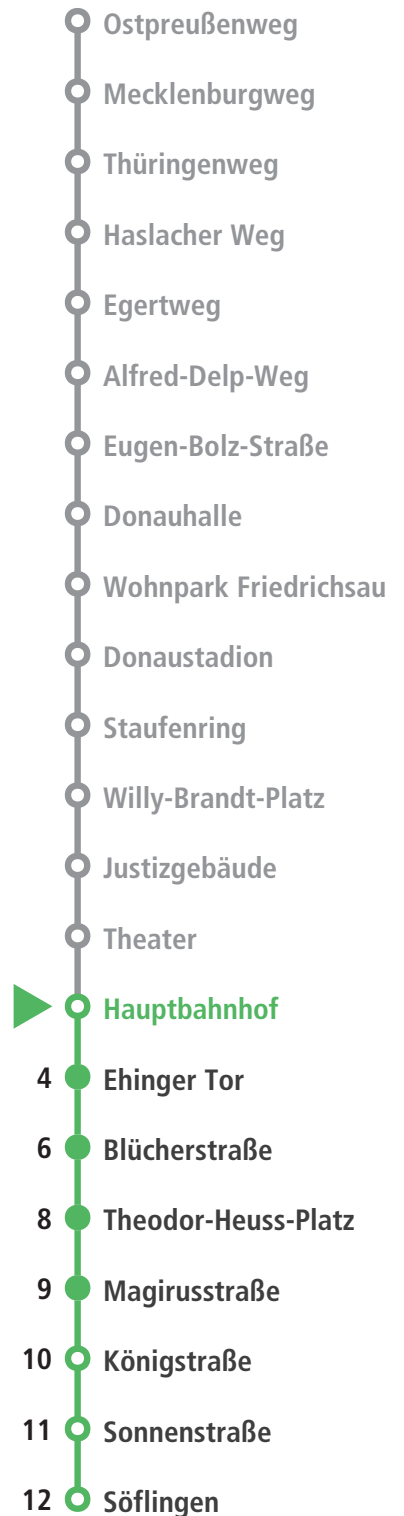 Ostpreußenweg
Mecklenburgweg
Thüringenweg
Haslacher Weg
Egertweg
Alfred-Delp-Weg
Eugen-Bolz-Straße
Donauhalle
Wohnpark Friedrichsau
Donaustadion
Staufenring
Willy-Brandt-Platz
Justizgebäude
Theater
Hauptbahnhof
4 Ehinger Tor
6 Blücherstraße
8 Theodor-Heuss-Platz
9 Magirusstraße
10 Königstraße
11 Sonnenstraße
12 Söflingen